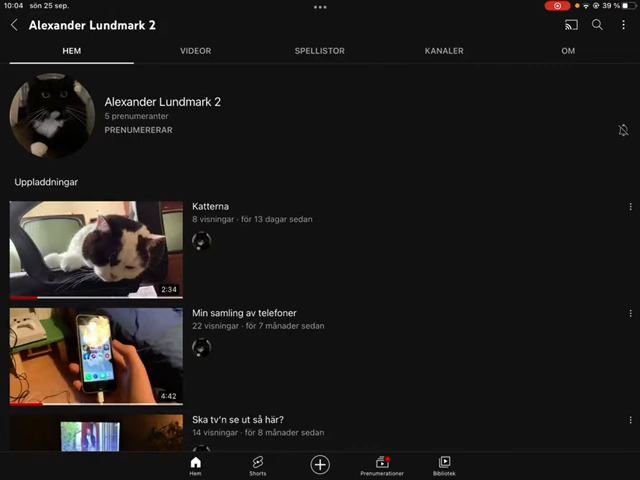 10:04 sön 25 sep.
39 %
Alexander Lundmark 2
HEM VIDEOR SPELLISTOR KANALER OM
Alexander Lundmark 2
5 prenumeranter
PRENUMERERAR
Uppladdningar
Katterna
8 visningar · för 13 dagar sedan
2:34
Min samling av telefoner
22 visningar · för 7 månader sedan
4:42
Ska tv'n se ut så här?
14 visningar · för 8 månader sedan
Hem Shorts Prenumerationer Bibliotek